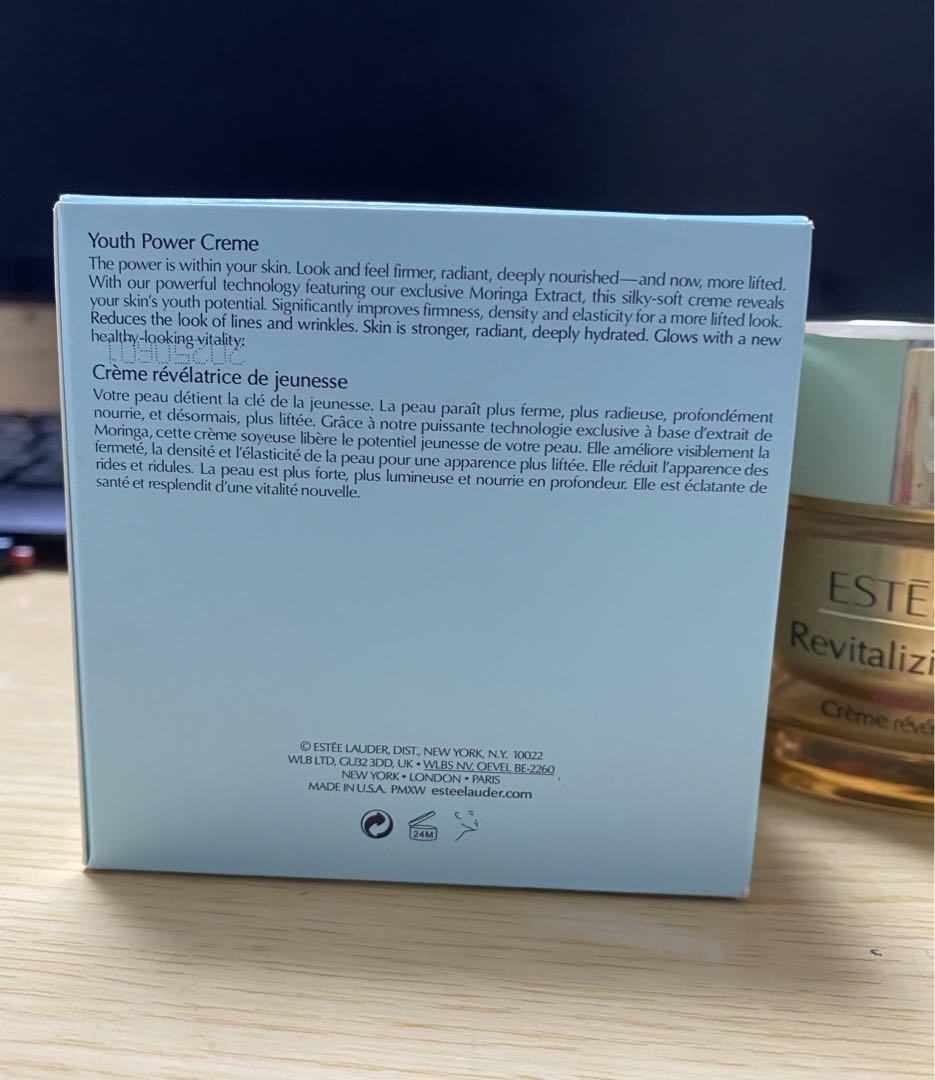 Youth Power Creme
The power is within your skin. Look and feel firmer, radiant, deeply nourished—and now, more lifted.
With our powerful technology featuring our exclusive Moringa Extract, this silky-soft creme reveals
your skin's youth potential. Significantly improves firmness, density and elasticity for a more lifted look.
Reduces the look of lines and wrinkles. Skin is stronger, radiant, deeply hydrated. Glows with a new
healthy-looking vitality.
Crème révélatrice de jeunesse
Votre peau détient la clé de la jeunesse. La peau paraît plus ferme, plus radieuse, profondément
nourrie, et désormais, plus liftée. Grâce à notre puissante technologie exclusive à base d'extrait de
Moringa, cette crème soyeuse libère le potentiel jeunesse de votre peau. Elle améliore visiblement la
fermeté, la densité et l'élasticité de la peau pour une apparence plus liftée. Elle réduit l'apparence des
rides et ridules. La peau est plus forte, plus lumineuse et nourrie en profondeur. Elle est éclatante de
santé et resplendit d'une vitalité nouvelle.
© ESTĒE LAUDER, DIST., NEW YORK, N.Y. 10022
WLB LTD, GU32 3DD, UK • WLBS NV, OEVEL BE-2260
NEW YORK • LONDON • PARIS
MADE IN U.S.A. PMXW esteelauder.com
24M
ESTĒ
Revitalizi
Crème révé